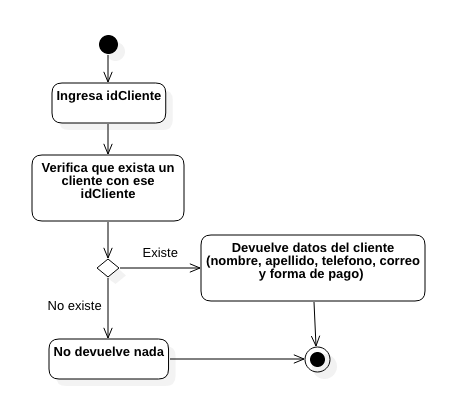 Ingresa idCliente
Verifica que exista un
cliente con ese
idCliente
Existe
Devuelve datos del cliente
(nombre, apellido, telefono, correo
y forma de pago)
No existe
No devuelve nada